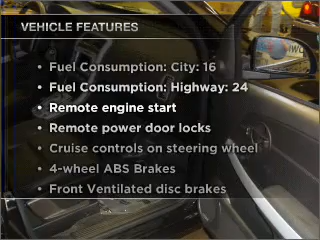 VEHICLE FEATURES
• Fuel Consumption: City: 16
• Fuel Consumption: Highway: 24
• Remote engine start
• Remote power door locks
• Cruise controls on steering wheel
• 4-wheel ABS Brakes
• Front Ventilated disc brakes